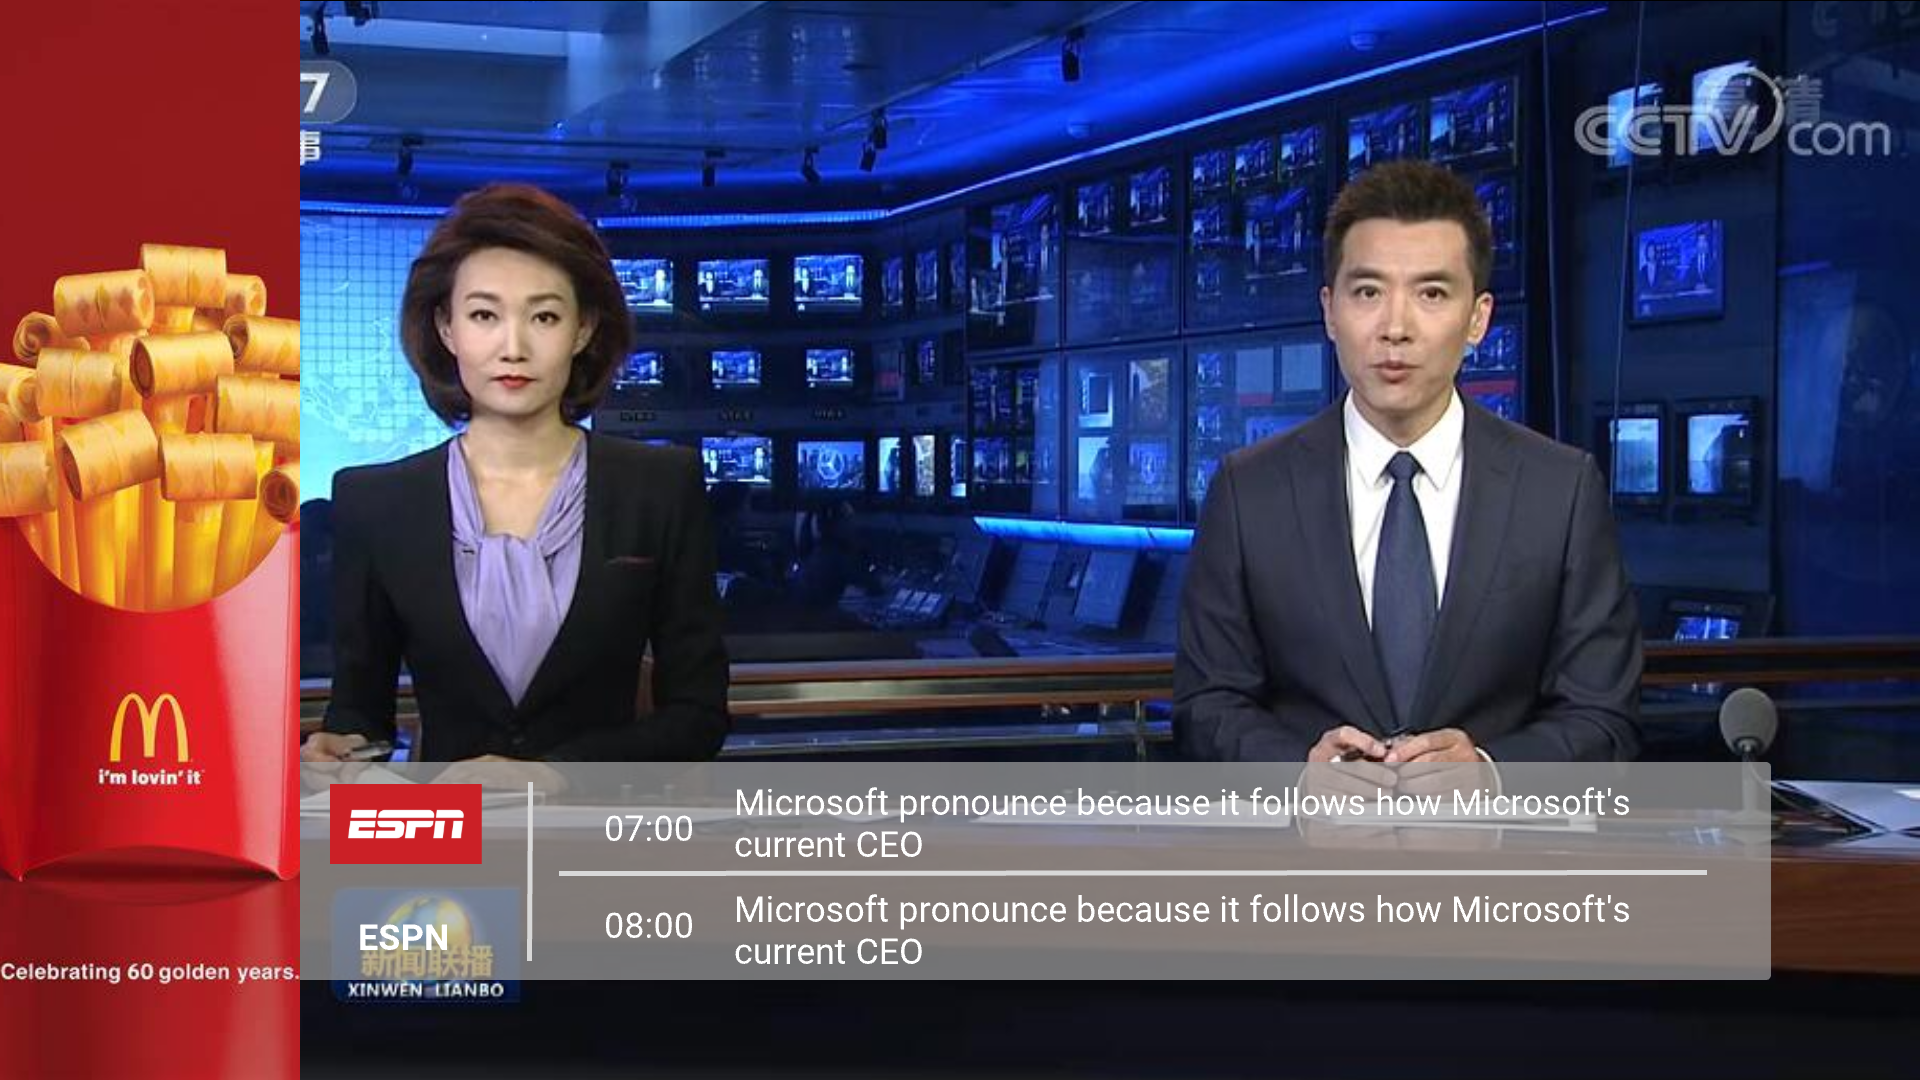 7
CCTV.com
i'm lovin' it
Celebrating 60 golden years.
ESPN
07:00
Microsoft pronounce because it follows how Microsoft's
current CEO
ESPN
新闻联播
XINWEN LIANBO
08:00
Microsoft pronounce because it follows how Microsoft's
current CEO